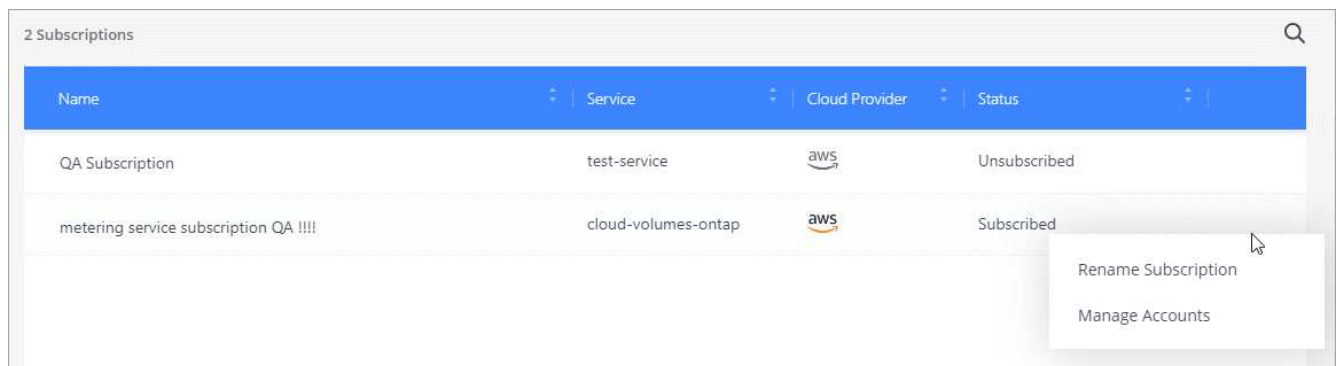 2 Subscriptions
Name Service Cloud Provider Status
QA Subscription test-service aws Unsubscribed
metering service subscription QA !!!! cloud-volumes-ontap aws Subscribed
Rename Subscription
Manage Accounts